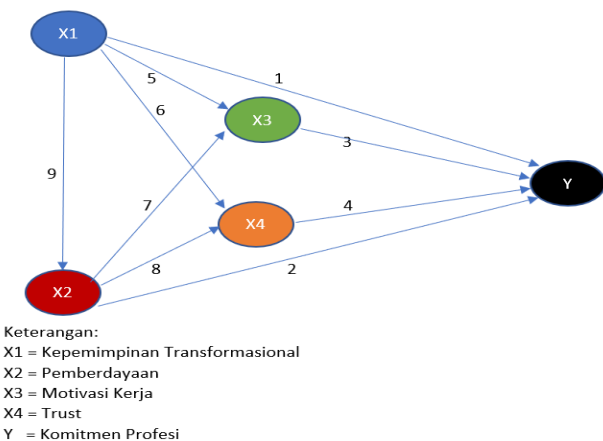 X1
1
5
6
X3
3
9
Y
7
4
X4
8
2
X2
Keterangan:
X1 = Kepemimpinan Transformasional
X2 = Pemberdayaan
X3 = Motivasi Kerja
X4 = Trust
Y = Komitmen Profesi